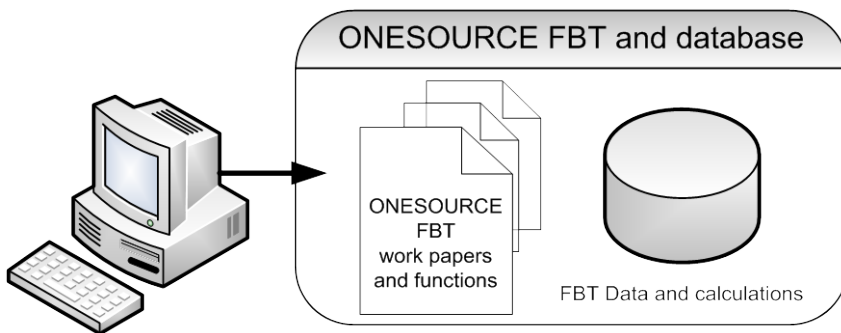 ONESOURCE FBT and database
ONESOURCE
FBT
work papers
and functions
FBT Data and calculations